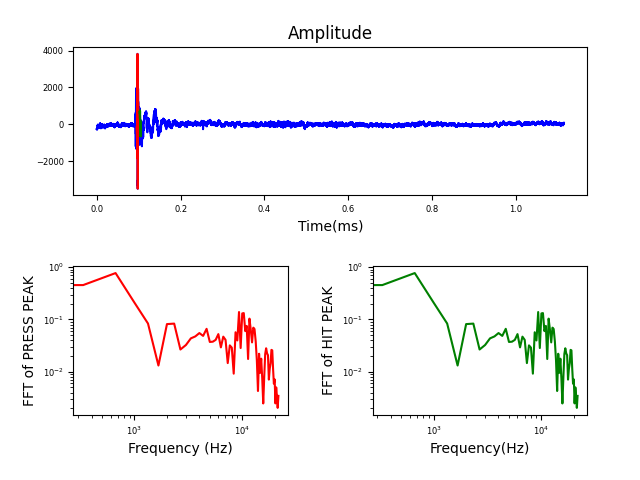 Amplitude
4000
2000
0
−2000
0.0 0.2 0.4 0.6 0.8 1.0
Time(ms)
FFT of PRESS PEAK
10⁰
10⁻¹
10⁻²
10³ 10⁴
Frequency (Hz)
FFT of HIT PEAK
10⁰
10⁻¹
10⁻²
10³ 10⁴
Frequency(Hz)